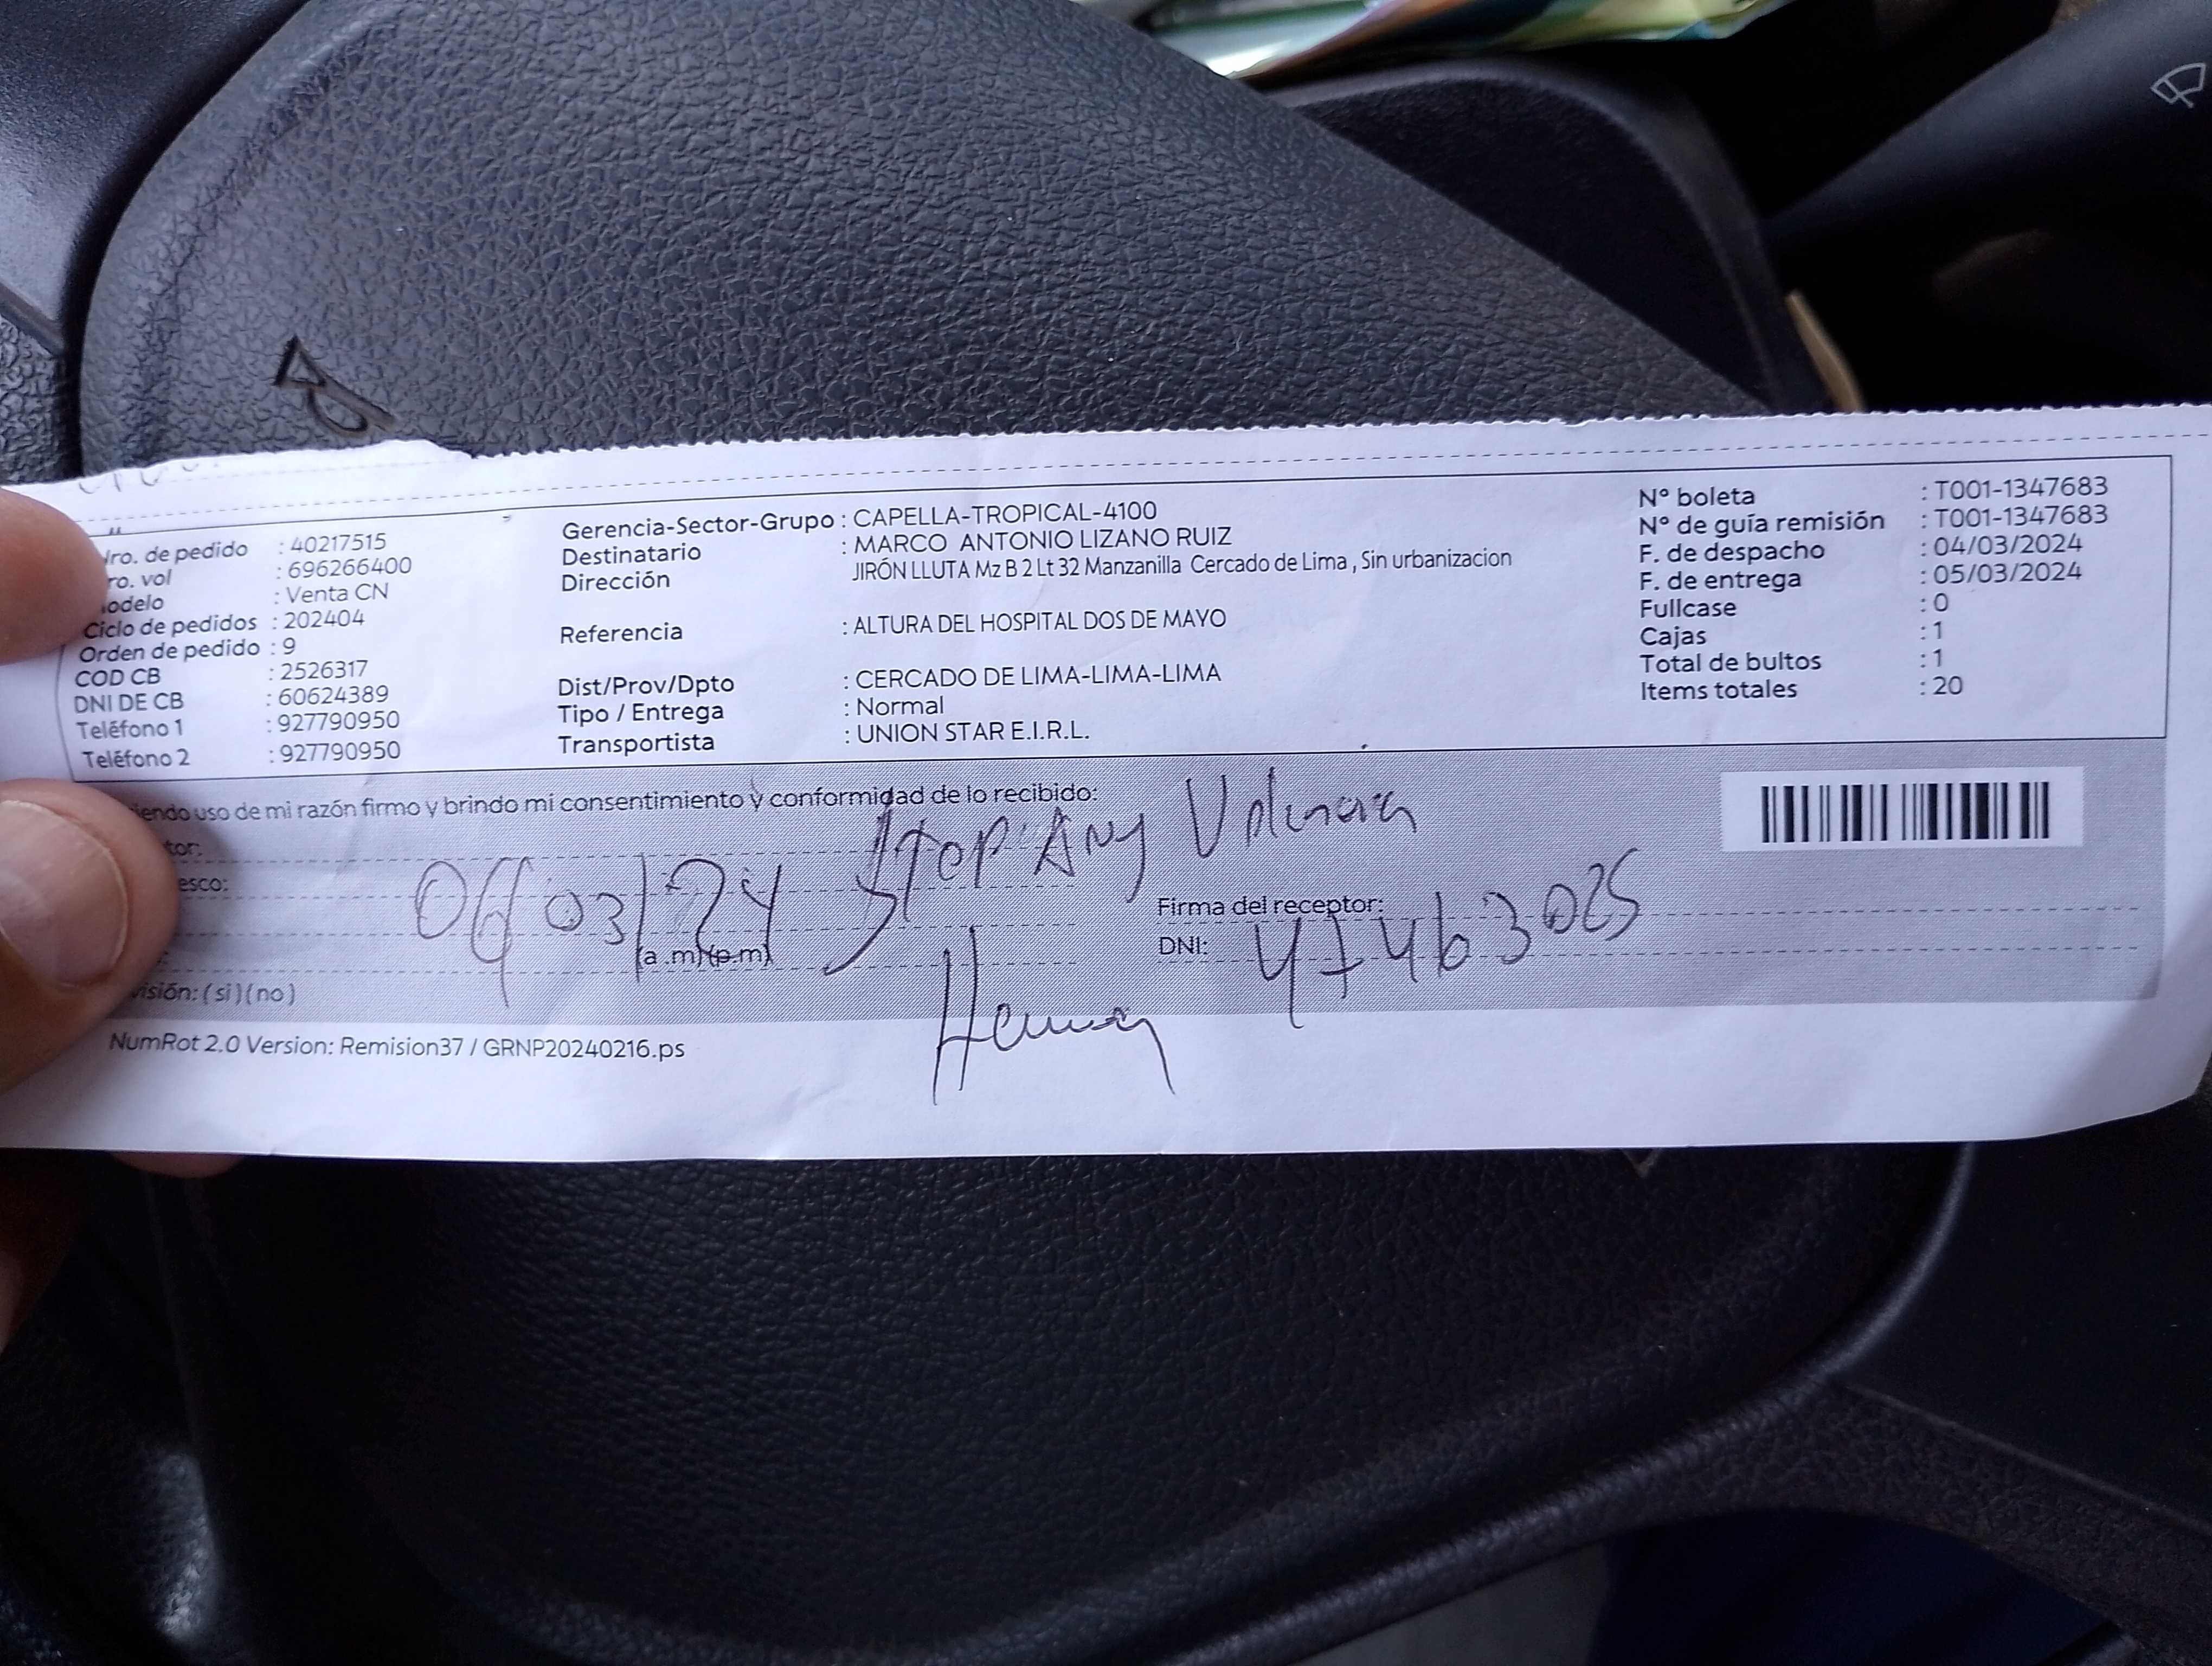 ro. de pedido : 40217515
ro. vol : 696266400
odelo : Venta CN
Ciclo de pedidos : 202404
Orden de pedido : 9
COD CB : 2526317
DNI DE CB : 60624389
Teléfono 1 : 927790950
Teléfono 2 : 927790950
Gerencia-Sector-Grupo : CAPELLA-TROPICAL-4100
Destinatario : MARCO ANTONIO LIZANO RUIZ
Dirección JIRÓN LLUTA Mz B 2 Lt 32 Manzanilla Cercado de Lima , Sin urbanizacion
Referencia : ALTURA DEL HOSPITAL DOS DE MAYO
Dist/Prov/Dpto : CERCADO DE LIMA-LIMA-LIMA
Tipo / Entrega : Normal
Transportista : UNION STAR E.I.R.L.
N° boleta : T001-1347683
N° de guía remisión : T001-1347683
F. de despacho : 04/03/2024
F. de entrega : 05/03/2024
Fullcase : 0
Cajas : 1
Total de bultos : 1
Items totales : 20
iendo uso de mi razón firmo y brindo mi consentimiento y conformidad de lo recibido:
tor:
esco:
03/24
(a .m)(p.m)
Firma del receptor:
DNI: 47463025
isión: ( si ) ( no )
NumRot 2.0 Version: Remision37 / GRNP20240216.ps